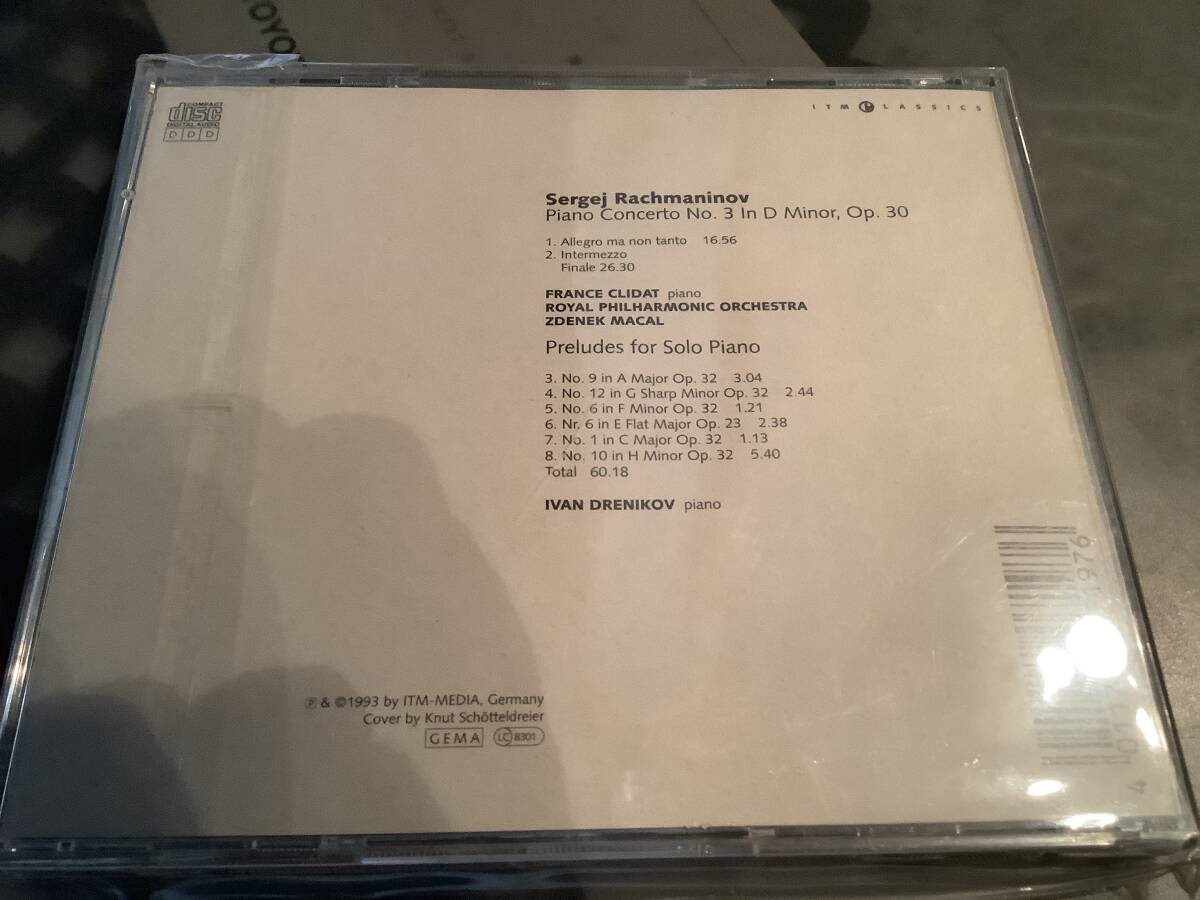 TOYO
COMPACT
disc
DIGITAL AUDIO
D D D
ITM CLASSICS
Sergej Rachmaninov
Piano Concerto No. 3 In D Minor, Op. 30
1. Allegro ma non tanto 16.56
2. Intermezzo
Finale 26.30
FRANCE CLIDAT piano
ROYAL PHILHARMONIC ORCHESTRA
ZDENEK MACAL
Preludes for Solo Piano
3. No. 9 in A Major Op. 32 3.04
4. No. 12 in G Sharp Minor Op. 32 2.44
5. No. 6 in F Minor Op. 32 1.21
6. Nr. 6 in E Flat Major Op. 23 2.38
7. No. 1 in C Major Op. 32 1.13
8. No. 10 in H Minor Op. 32 5.40
Total 60.18
IVAN DRENIKOV piano
℗ & ©1993 by ITM-MEDIA, Germany
Cover by Knut Schötteldreier
GEMA LC 8301